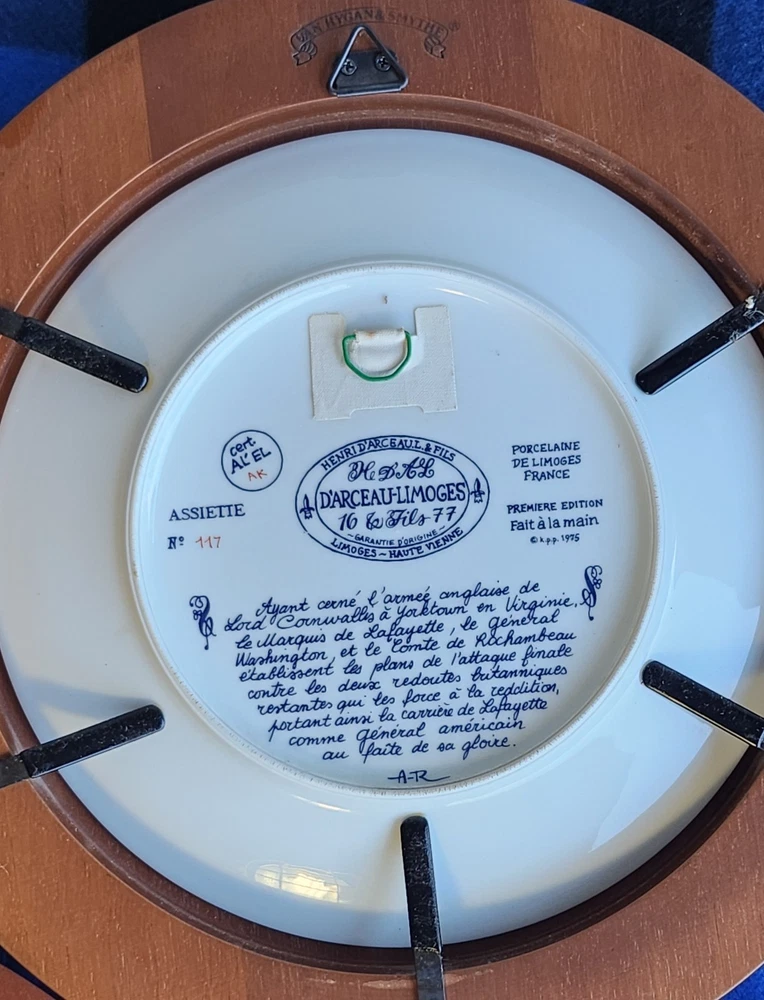 VAN HYGAN & SMYTHE
cert
AL'EL
AK
HENRI D'ARCEAU L. & FILS
H D'AL
D'ARCEAU-LIMOGES
16 & Fils 77
~GARANTIE D'ORIGINE~
LIMOGES ~ HAUTE VIENNE
PORCELAINE
DE LIMOGES
FRANCE
ASSIETTE
Nº 117
PREMIERE EDITION
Fait à la main
© k.p.p. 1975
Ayant cerné l'armée anglaise de
Lord Cornwallis à Yorktown en Virginie,
le Marquis de Lafayette, le général
Washington, et le Comte de Rochambeau
établissent les plans de l'attaque finale
contre les deux redoutes britanniques
restantes qui les force à la reddition,
portant ainsi la carrière de Lafayette
comme général américain
au faîte de sa gloire.
A-R